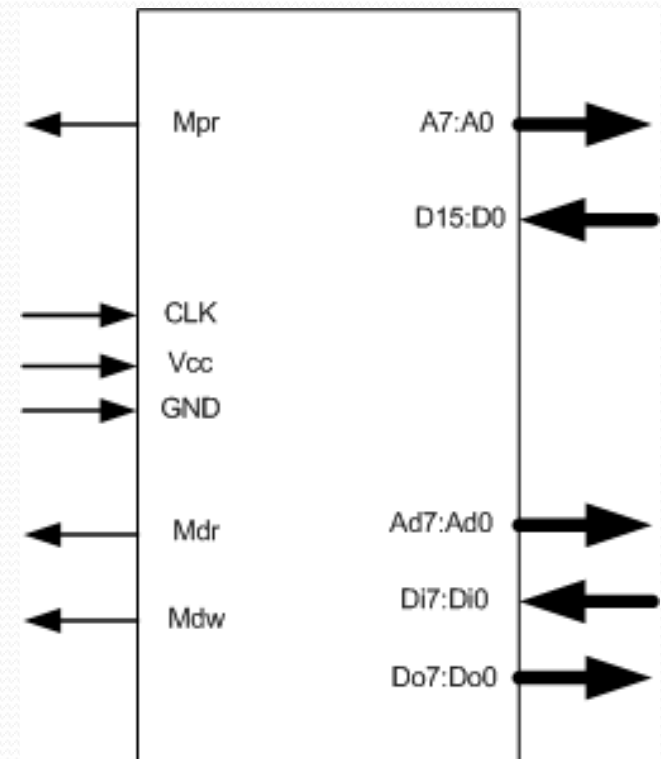 Mpr
A7:A0
D15:D0
CLK
Vcc
GND
Ad7:Ad0
Mdr
Di7:Di0
Mdw
Do7:Do0